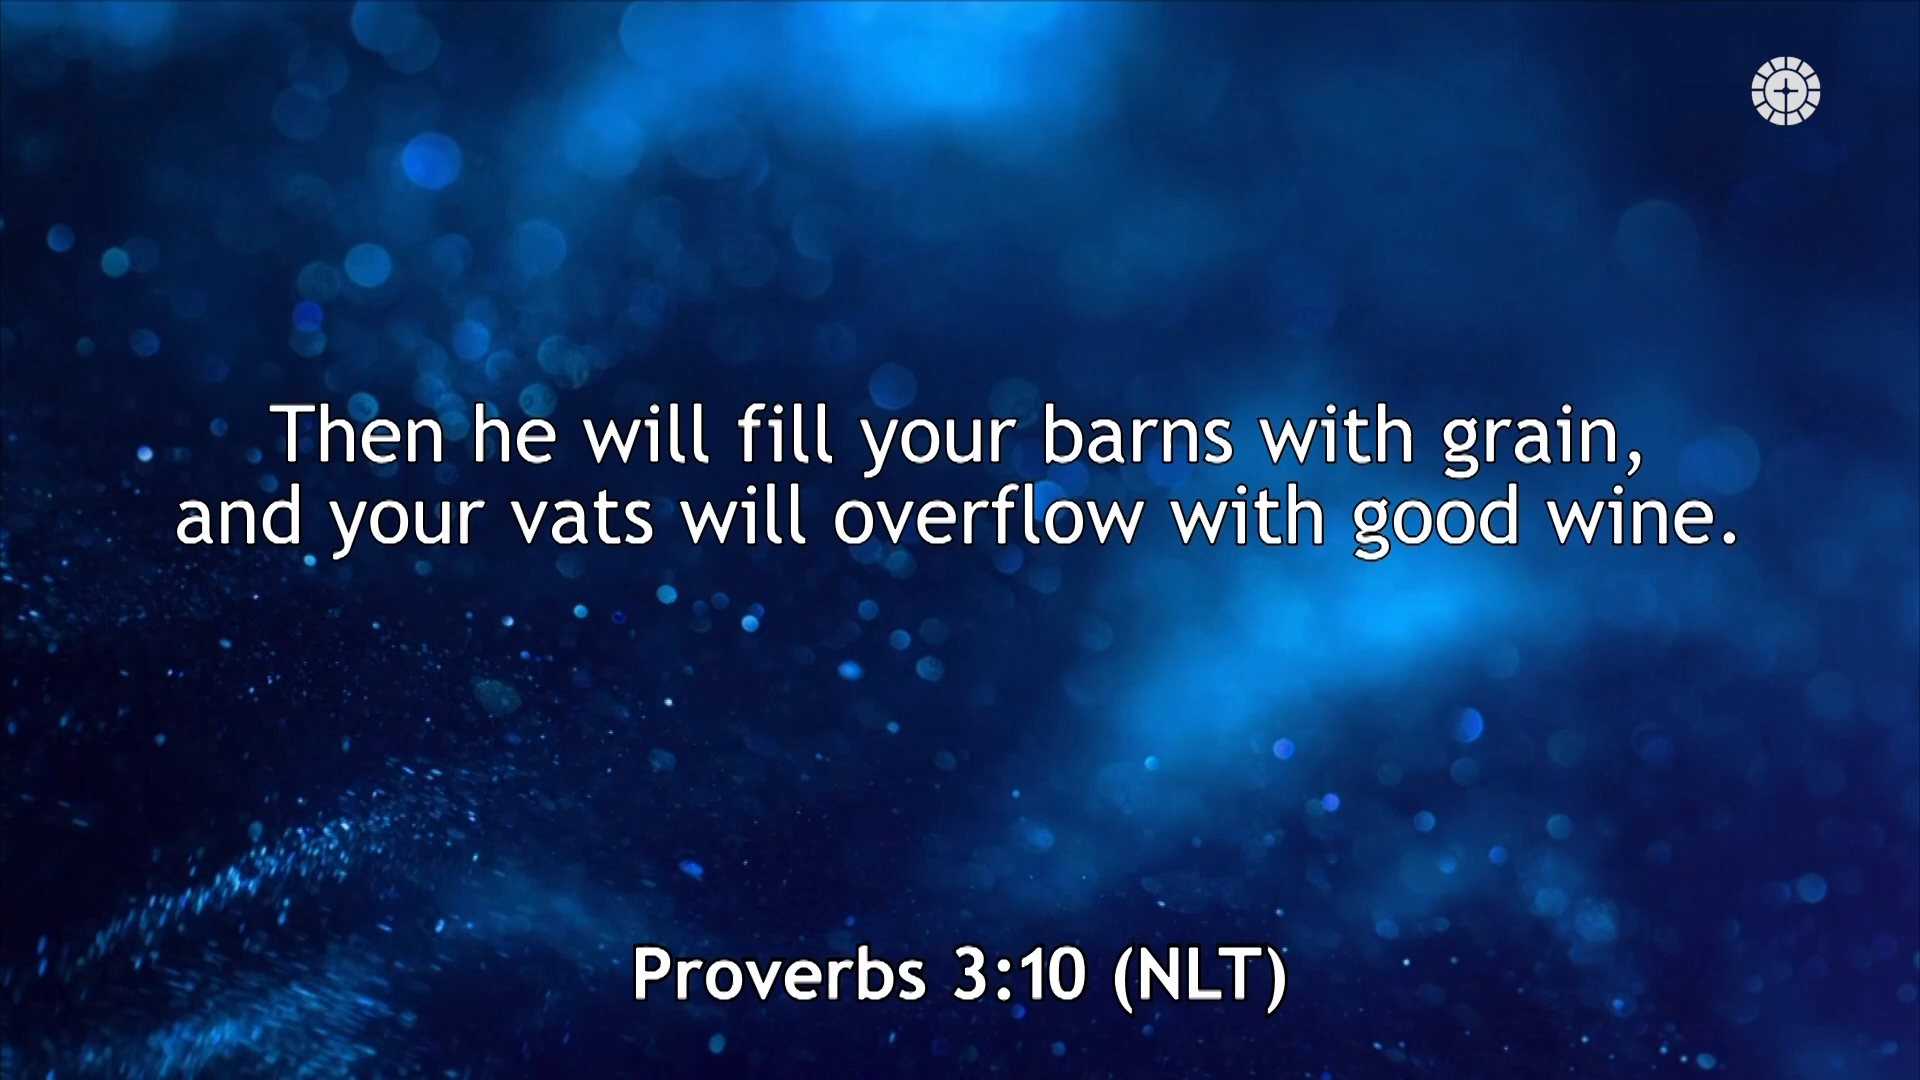 Then he will fill your barns with grain,
and your vats will overflow with good wine.
Proverbs 3:10 (NLT)